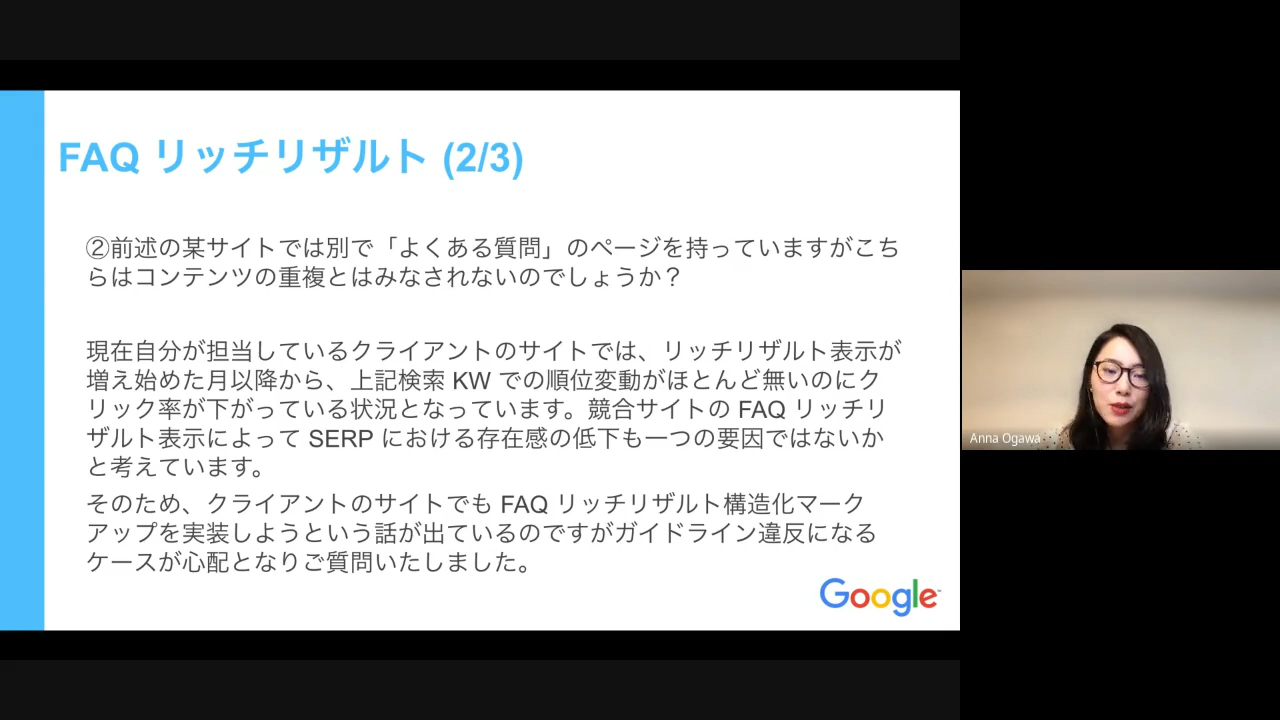 FAQ リッチリザルト (2/3)
②前述の某サイトでは別で「よくある質問」のページを持っていますがこち
らはコンテンツの重複とはみなされないのでしょうか？
現在自分が担当しているクライアントのサイトでは、リッチリザルト表示が
増え始めた月以降から、上記検索 KW での順位変動がほとんど無いのにク
リック率が下がっている状況となっています。競合サイトの FAQ リッチリ
ザルト表示によって SERP における存在感の低下も一つの要因ではないか
と考えています。
そのため、クライアントのサイトでも FAQ リッチリザルト構造化マーク
アップを実装しようという話が出ているのですがガイドライン違反になる
ケースが心配となりご質問いたしました。
Google
Anna Ogawa